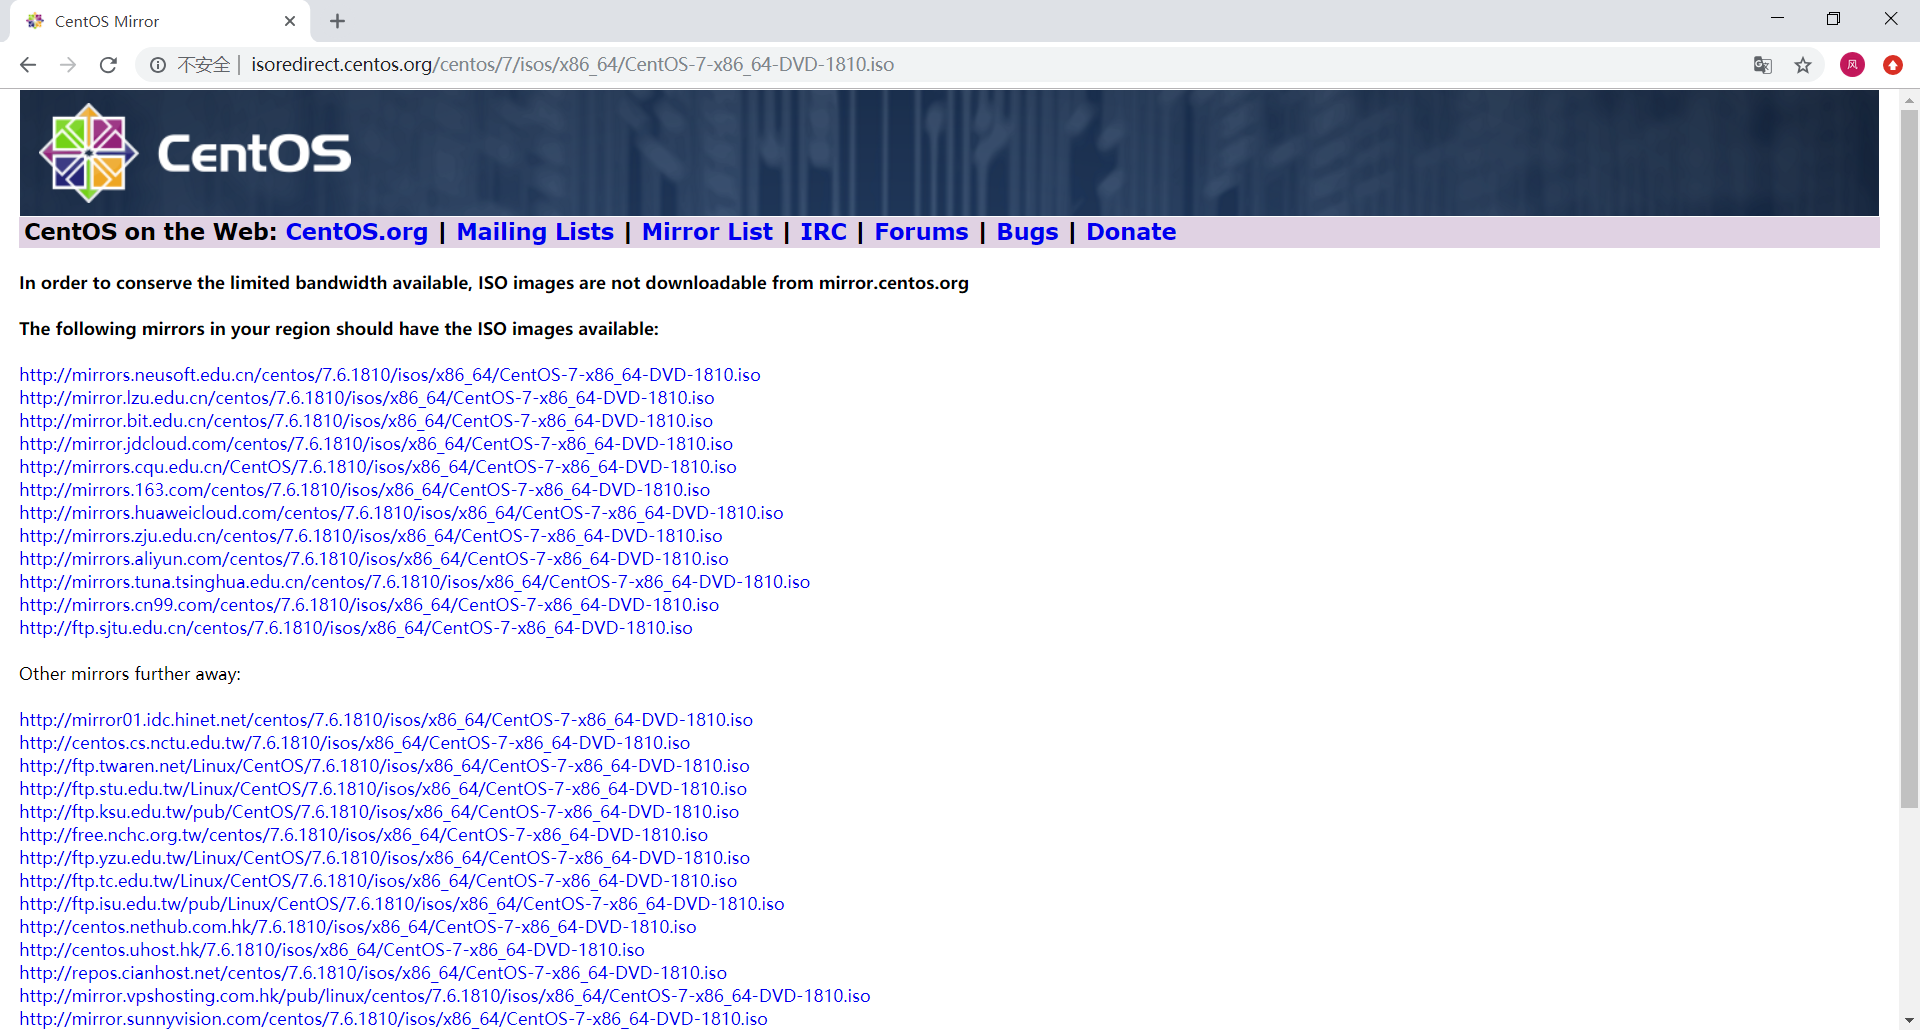 CentOS Mirror
不安全 | isoredirect.centos.org/centos/7/isos/x86_64/CentOS-7-x86_64-DVD-1810.iso
风
CentOS
CentOS on the Web: CentOS.org | Mailing Lists | Mirror List | IRC | Forums | Bugs | Donate
In order to conserve the limited bandwidth available, ISO images are not downloadable from mirror.centos.org
The following mirrors in your region should have the ISO images available:
http://mirrors.neusoft.edu.cn/centos/7.6.1810/isos/x86_64/CentOS-7-x86_64-DVD-1810.iso
http://mirror.lzu.edu.cn/centos/7.6.1810/isos/x86_64/CentOS-7-x86_64-DVD-1810.iso
http://mirror.bit.edu.cn/centos/7.6.1810/isos/x86_64/CentOS-7-x86_64-DVD-1810.iso
http://mirror.jdcloud.com/centos/7.6.1810/isos/x86_64/CentOS-7-x86_64-DVD-1810.iso
http://mirrors.cqu.edu.cn/CentOS/7.6.1810/isos/x86_64/CentOS-7-x86_64-DVD-1810.iso
http://mirrors.163.com/centos/7.6.1810/isos/x86_64/CentOS-7-x86_64-DVD-1810.iso
http://mirrors.huaweicloud.com/centos/7.6.1810/isos/x86_64/CentOS-7-x86_64-DVD-1810.iso
http://mirrors.zju.edu.cn/centos/7.6.1810/isos/x86_64/CentOS-7-x86_64-DVD-1810.iso
http://mirrors.aliyun.com/centos/7.6.1810/isos/x86_64/CentOS-7-x86_64-DVD-1810.iso
http://mirrors.tuna.tsinghua.edu.cn/centos/7.6.1810/isos/x86_64/CentOS-7-x86_64-DVD-1810.iso
http://mirrors.cn99.com/centos/7.6.1810/isos/x86_64/CentOS-7-x86_64-DVD-1810.iso
http://ftp.sjtu.edu.cn/centos/7.6.1810/isos/x86_64/CentOS-7-x86_64-DVD-1810.iso
Other mirrors further away:
http://mirror01.idc.hinet.net/centos/7.6.1810/isos/x86_64/CentOS-7-x86_64-DVD-1810.iso
http://centos.cs.nctu.edu.tw/7.6.1810/isos/x86_64/CentOS-7-x86_64-DVD-1810.iso
http://ftp.twaren.net/Linux/CentOS/7.6.1810/isos/x86_64/CentOS-7-x86_64-DVD-1810.iso
http://ftp.stu.edu.tw/Linux/CentOS/7.6.1810/isos/x86_64/CentOS-7-x86_64-DVD-1810.iso
http://ftp.ksu.edu.tw/pub/CentOS/7.6.1810/isos/x86_64/CentOS-7-x86_64-DVD-1810.iso
http://free.nchc.org.tw/centos/7.6.1810/isos/x86_64/CentOS-7-x86_64-DVD-1810.iso
http://ftp.yzu.edu.tw/Linux/CentOS/7.6.1810/isos/x86_64/CentOS-7-x86_64-DVD-1810.iso
http://ftp.tc.edu.tw/Linux/CentOS/7.6.1810/isos/x86_64/CentOS-7-x86_64-DVD-1810.iso
http://ftp.isu.edu.tw/pub/Linux/CentOS/7.6.1810/isos/x86_64/CentOS-7-x86_64-DVD-1810.iso
http://centos.nethub.com.hk/7.6.1810/isos/x86_64/CentOS-7-x86_64-DVD-1810.iso
http://centos.uhost.hk/7.6.1810/isos/x86_64/CentOS-7-x86_64-DVD-1810.iso
http://repos.cianhost.net/centos/7.6.1810/isos/x86_64/CentOS-7-x86_64-DVD-1810.iso
http://mirror.vpshosting.com.hk/pub/linux/centos/7.6.1810/isos/x86_64/CentOS-7-x86_64-DVD-1810.iso
http://mirror.sunnyvision.com/centos/7.6.1810/isos/x86_64/CentOS-7-x86_64-DVD-1810.iso